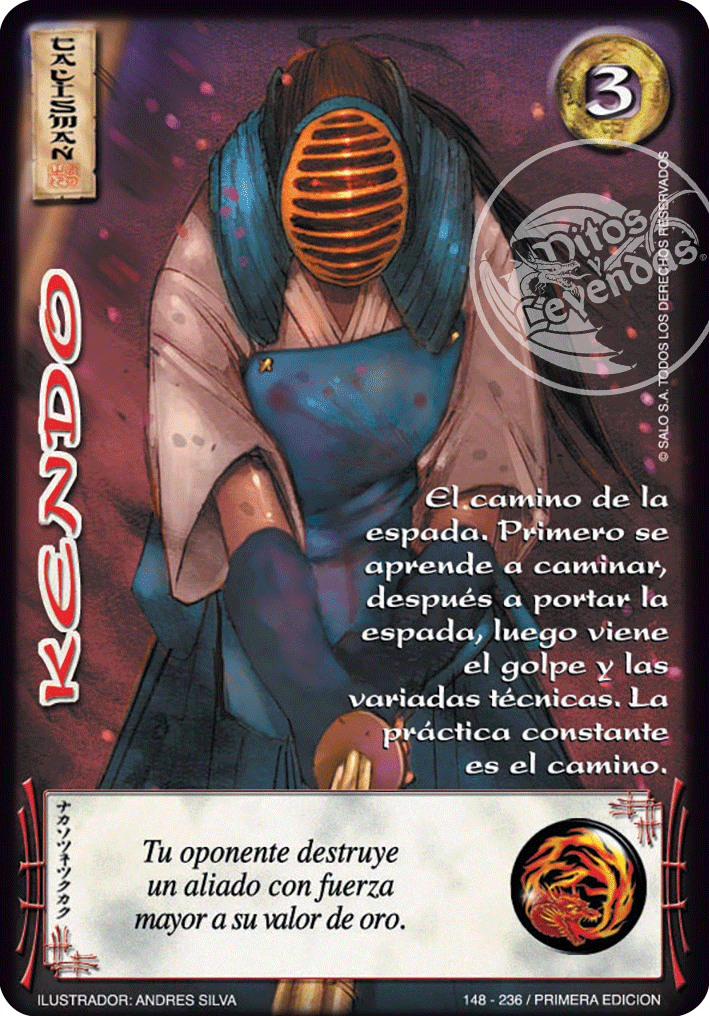 TALISMAN
3
Mitos
y
Leyendas
®
© SALO S.A. TODOS LOS DERECHOS RESERVADOS
KENDO
El camino de la
espada. Primero se
aprende a caminar,
después a portar la
espada, luego viene
el golpe y las
variadas técnicas. La
práctica constante
es el camino.
ナカソツネツクカク
Tu oponente destruye
un aliado con fuerza
mayor a su valor de oro.
ILUSTRADOR: ANDRES SILVA
148 - 236 / PRIMERA EDICION